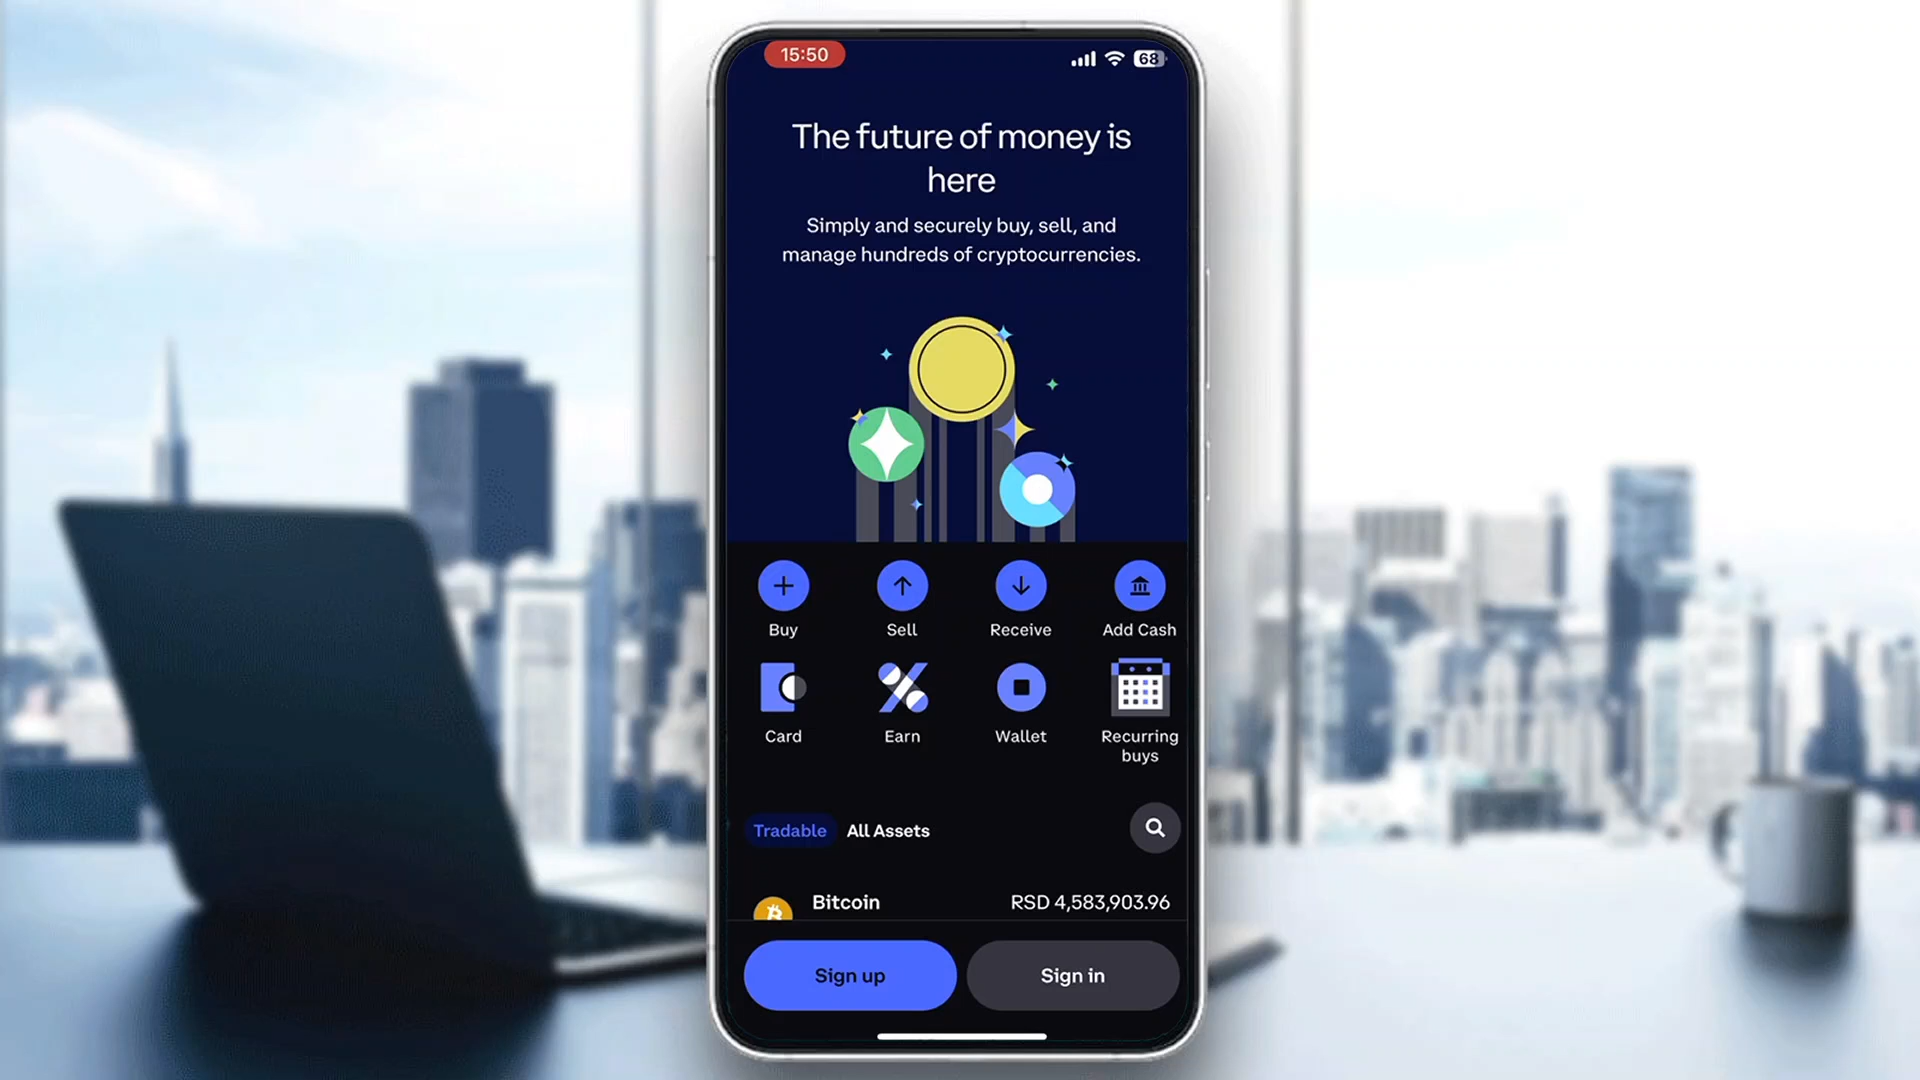 15:50
68
The future of money is
here
Simply and securely buy, sell, and
manage hundreds of cryptocurrencies.
Buy
Sell
Receive
Add Cash
Card
Earn
Wallet
Recurring
buys
Tradable
All Assets
Bitcoin
RSD 4,583,903.96
Sign up
Sign in